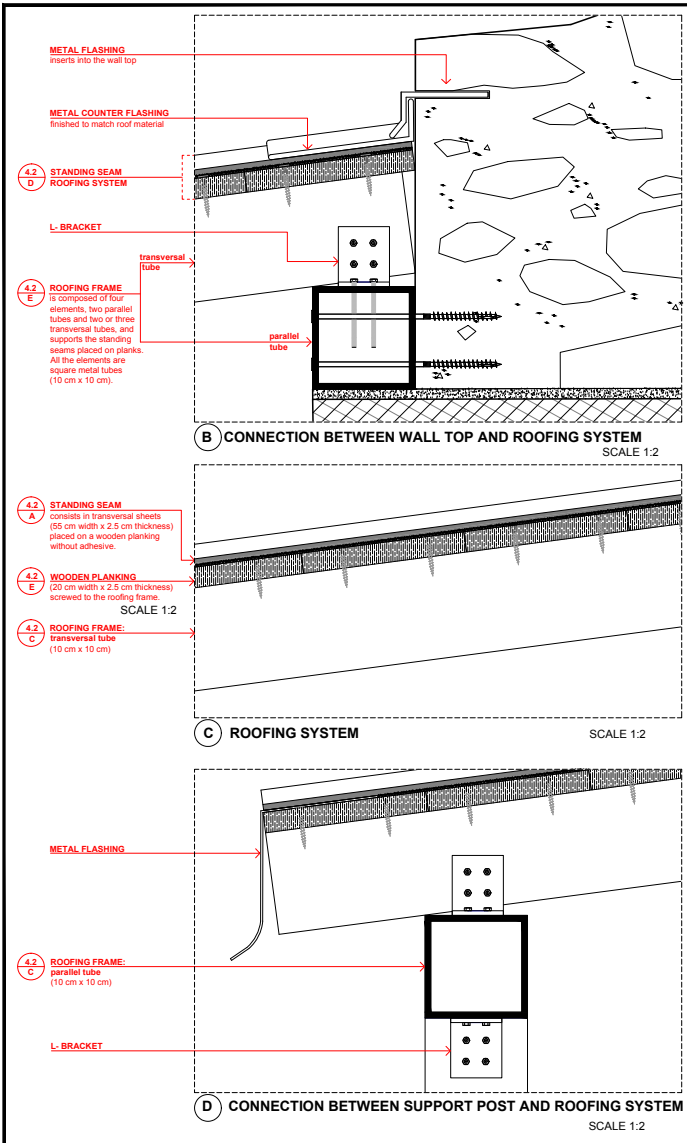 METAL FLASHING
inserts into the wall top
METAL COUNTER FLASHING
finished to match roof material
4.2
D
STANDING SEAM
ROOFING SYSTEM
L- BRACKET
transversal
tube
4.2
E
ROOFING FRAME
is composed of four
elements, two parallel
tubes and two or three
transversal tubes, and
supports the standing
seams placed on planks.
All the elements are
square metal tubes
(10 cm x 10 cm).
parallel
tube
B CONNECTION BETWEEN WALL TOP AND ROOFING SYSTEM
SCALE 1:2
4.2
A
STANDING SEAM
consists in transversal sheets
(55 cm width x 2.5 cm thickness)
placed on a wooden planking
without adhesive.
4.2
E
WOODEN PLANKING
(20 cm width x 2.5 cm thickness)
screwed to the roofing frame.
SCALE 1:2
4.2
C
ROOFING FRAME:
transversal tube
(10 cm x 10 cm)
C ROOFING SYSTEM
SCALE 1:2
METAL FLASHING
4.2
C
ROOFING FRAME:
parallel tube
(10 cm x 10 cm)
L- BRACKET
D CONNECTION BETWEEN SUPPORT POST AND ROOFING SYSTEM
SCALE 1:2